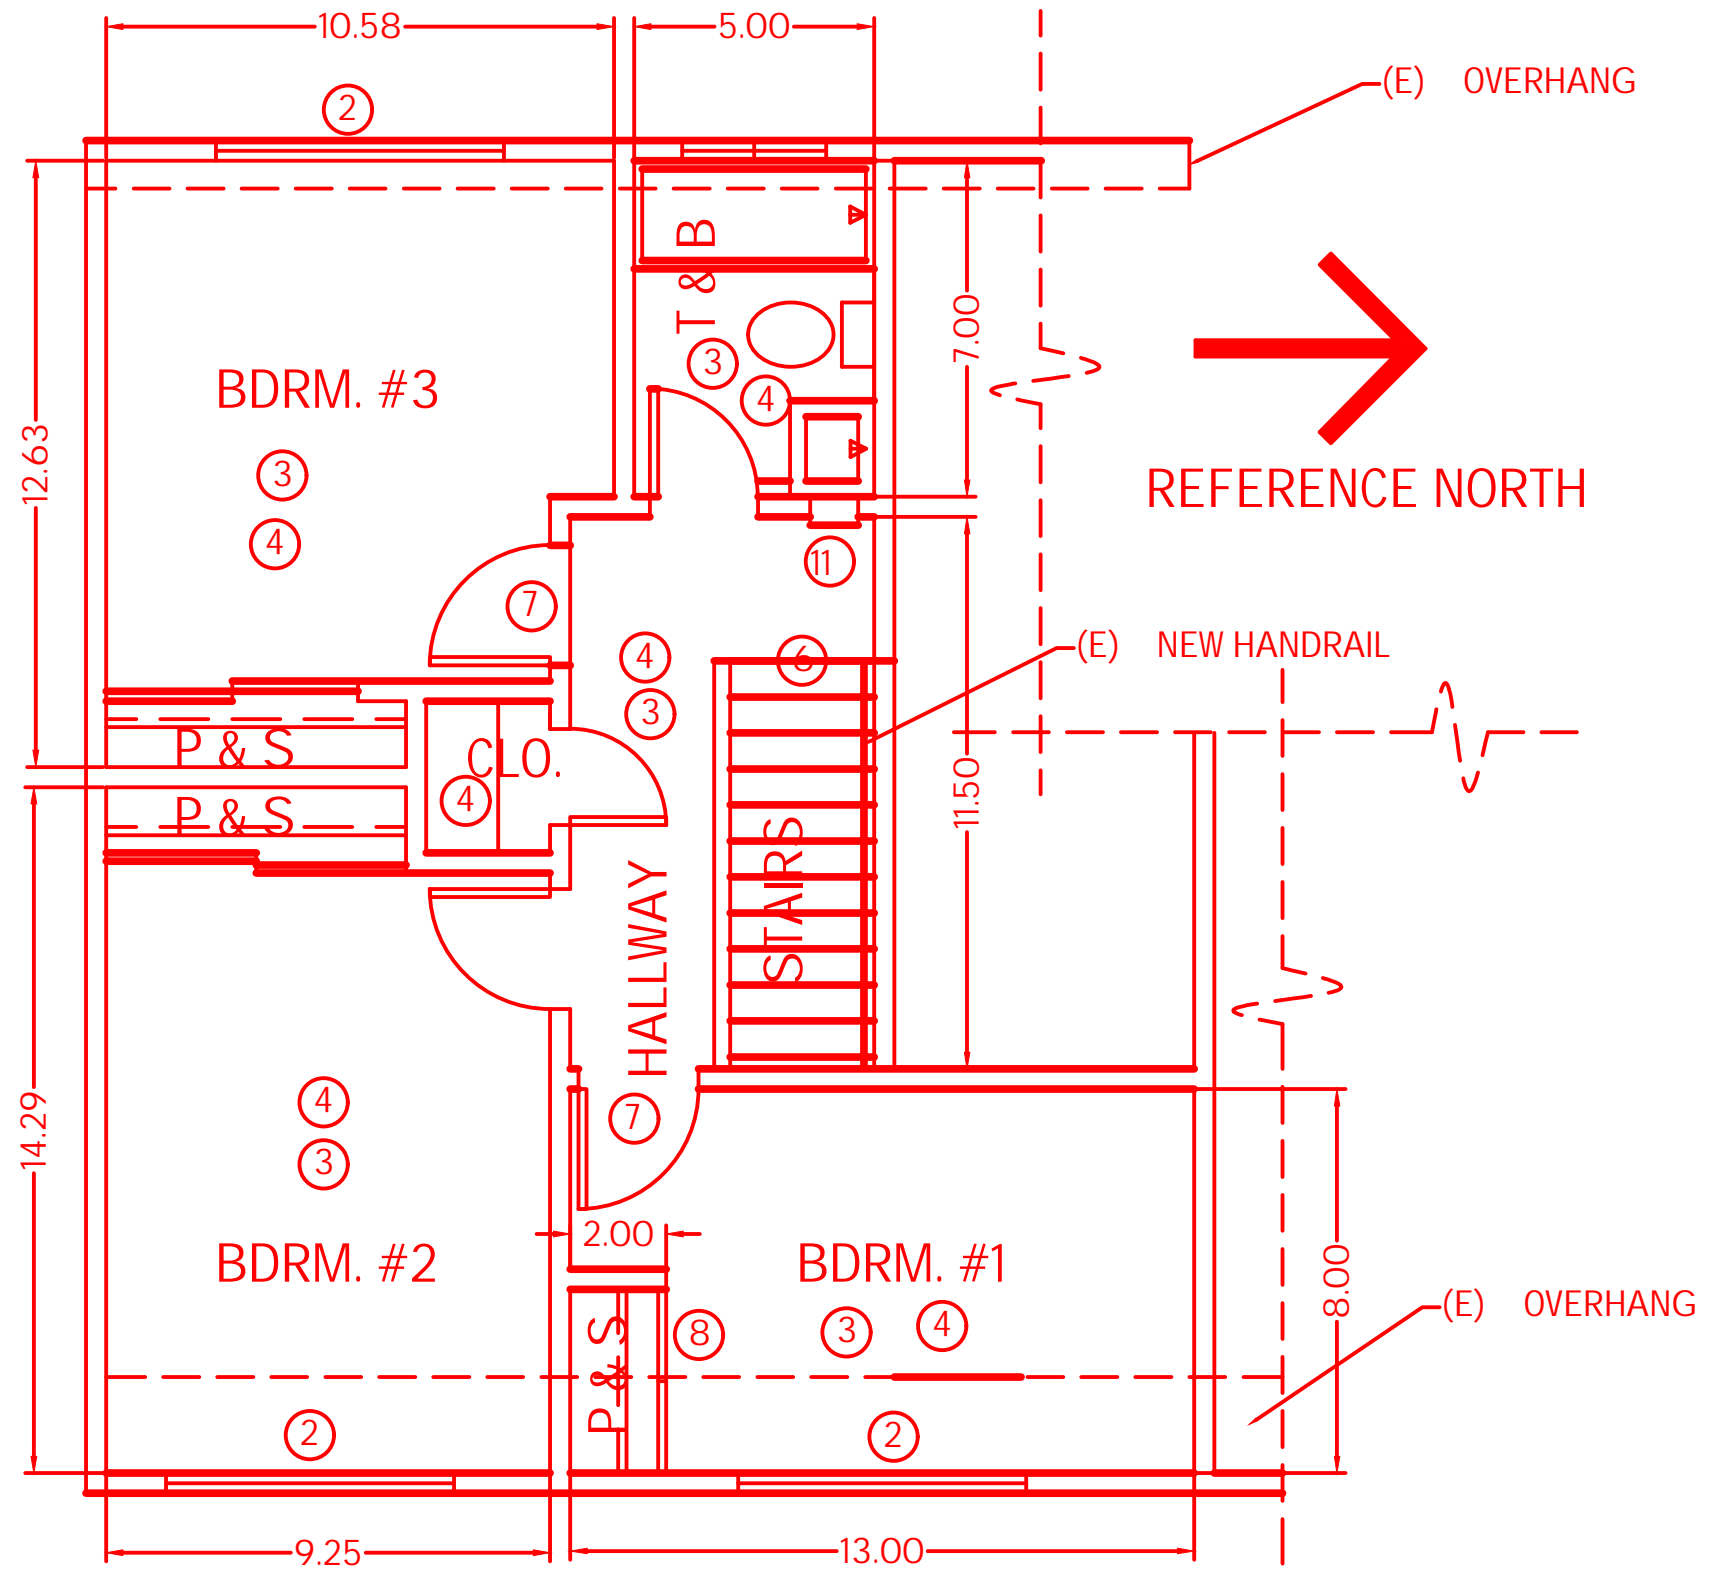 10.58
5.00
(E) OVERHANG
2
T & B
7.00
12.63
BDRM. #3
3
4
3
4
REFERENCE NORTH
11
7
4
6
(E) NEW HANDRAIL
3
P & S
CLO.
4
P & S
11.50
STAIRS
HALLWAY
14.29
4
3
7
2.00
BDRM. #2
BDRM. #1
8.00
(E) OVERHANG
8
3
4
P & S
2
2
9.25
13.00